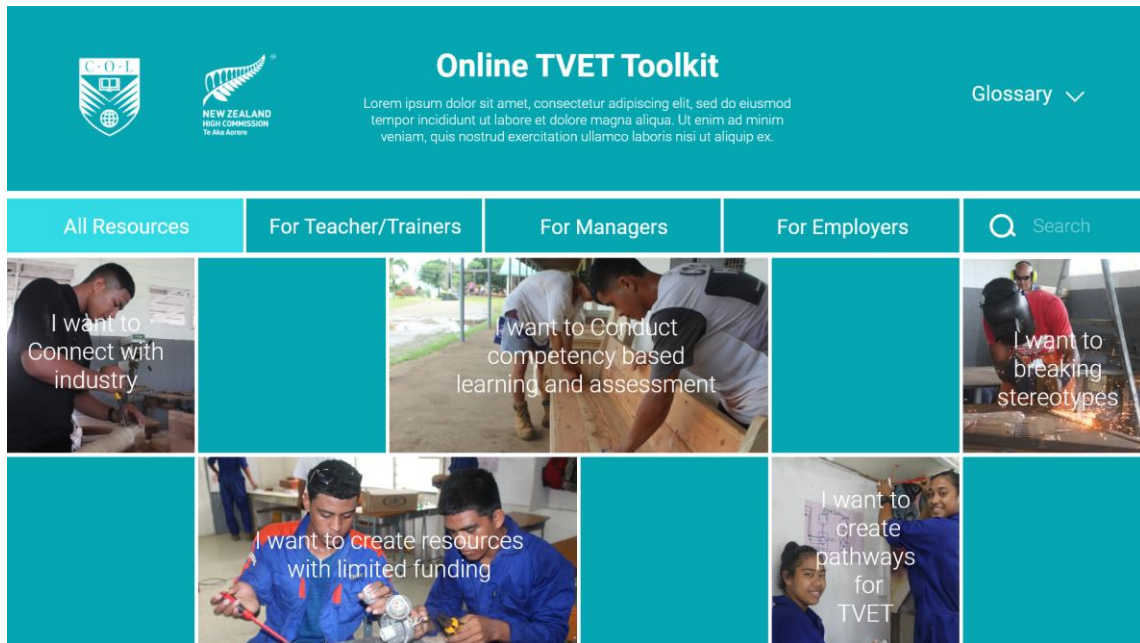 C·O·L
NEW ZEALAND
HIGH COMMISSION
Te Aka Aorere
Online TVET Toolkit
Lorem ipsum dolor sit amet, consectetur adipiscing elit, sed do eiusmod
tempor incididunt ut labore et dolore magna aliqua. Ut enim ad minim
veniam, quis nostrud exercitation ullamco laboris nisi ut aliquip ex.
Glossary
All Resources
For Teacher/Trainers
For Managers
For Employers
Search
I want to
Connect with
industry
I want to Conduct
competency based
learning and assessment
I want to
breaking
stereotypes
I want to create resources
with limited funding
I want to
create
pathways
for
TVET